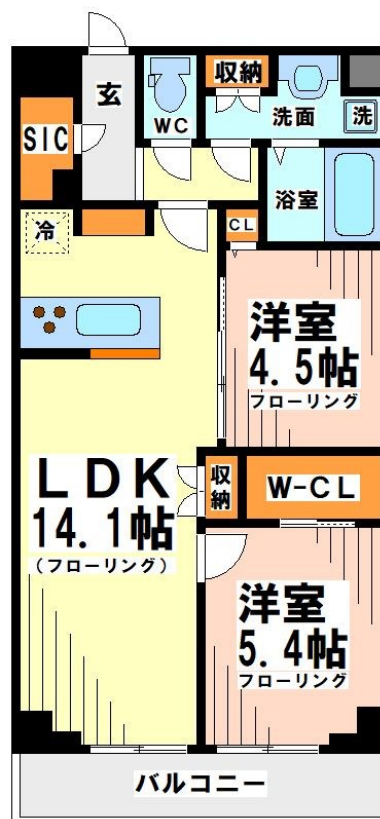 玄
WC
収納
洗面
洗
SIC
浴室
冷
CL
洋室
4.5帖
フローリング
LDK
14.1帖
(フローリング)
収
納
W-CL
洋室
5.4帖
フローリング
バルコニー